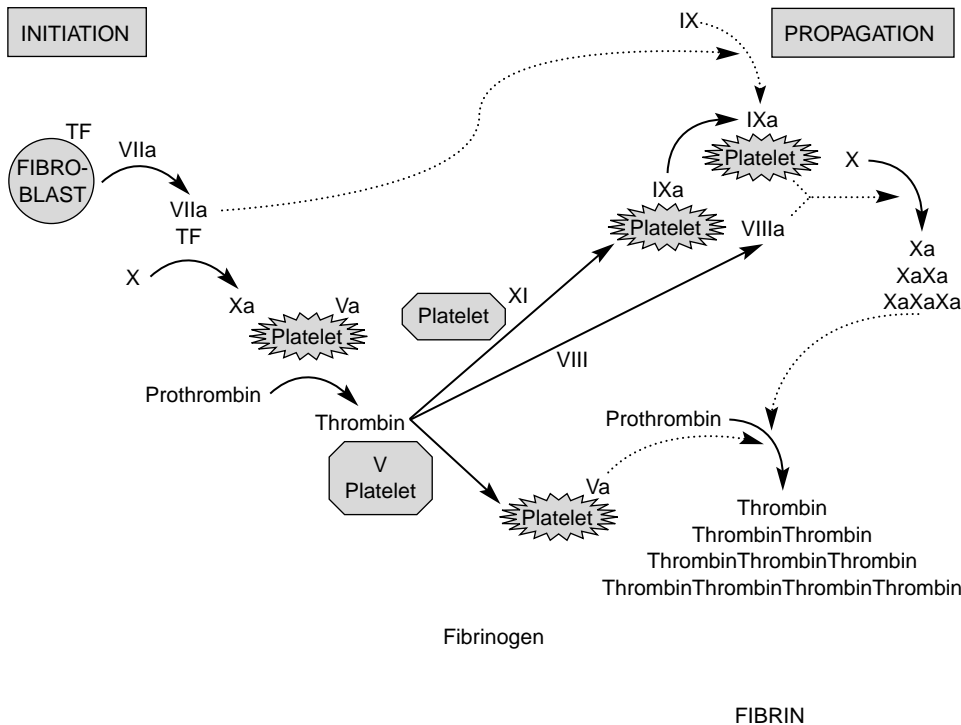 INITIATION
IX
PROPAGATION
TF
FIBRO-
BLAST
VIIa
VIIa
TF
X
Xa
Va
Platelet
Prothrombin
Thrombin
V
Platelet
Platelet
XI
VIII
IXa
Platelet
IXa
Platelet
VIIIa
X
Xa
XaXa
XaXaXa
Va
Platelet
Prothrombin
Thrombin
ThrombinThrombin
ThrombinThrombinThrombin
ThrombinThrombinThrombinThrombin
Fibrinogen
FIBRIN